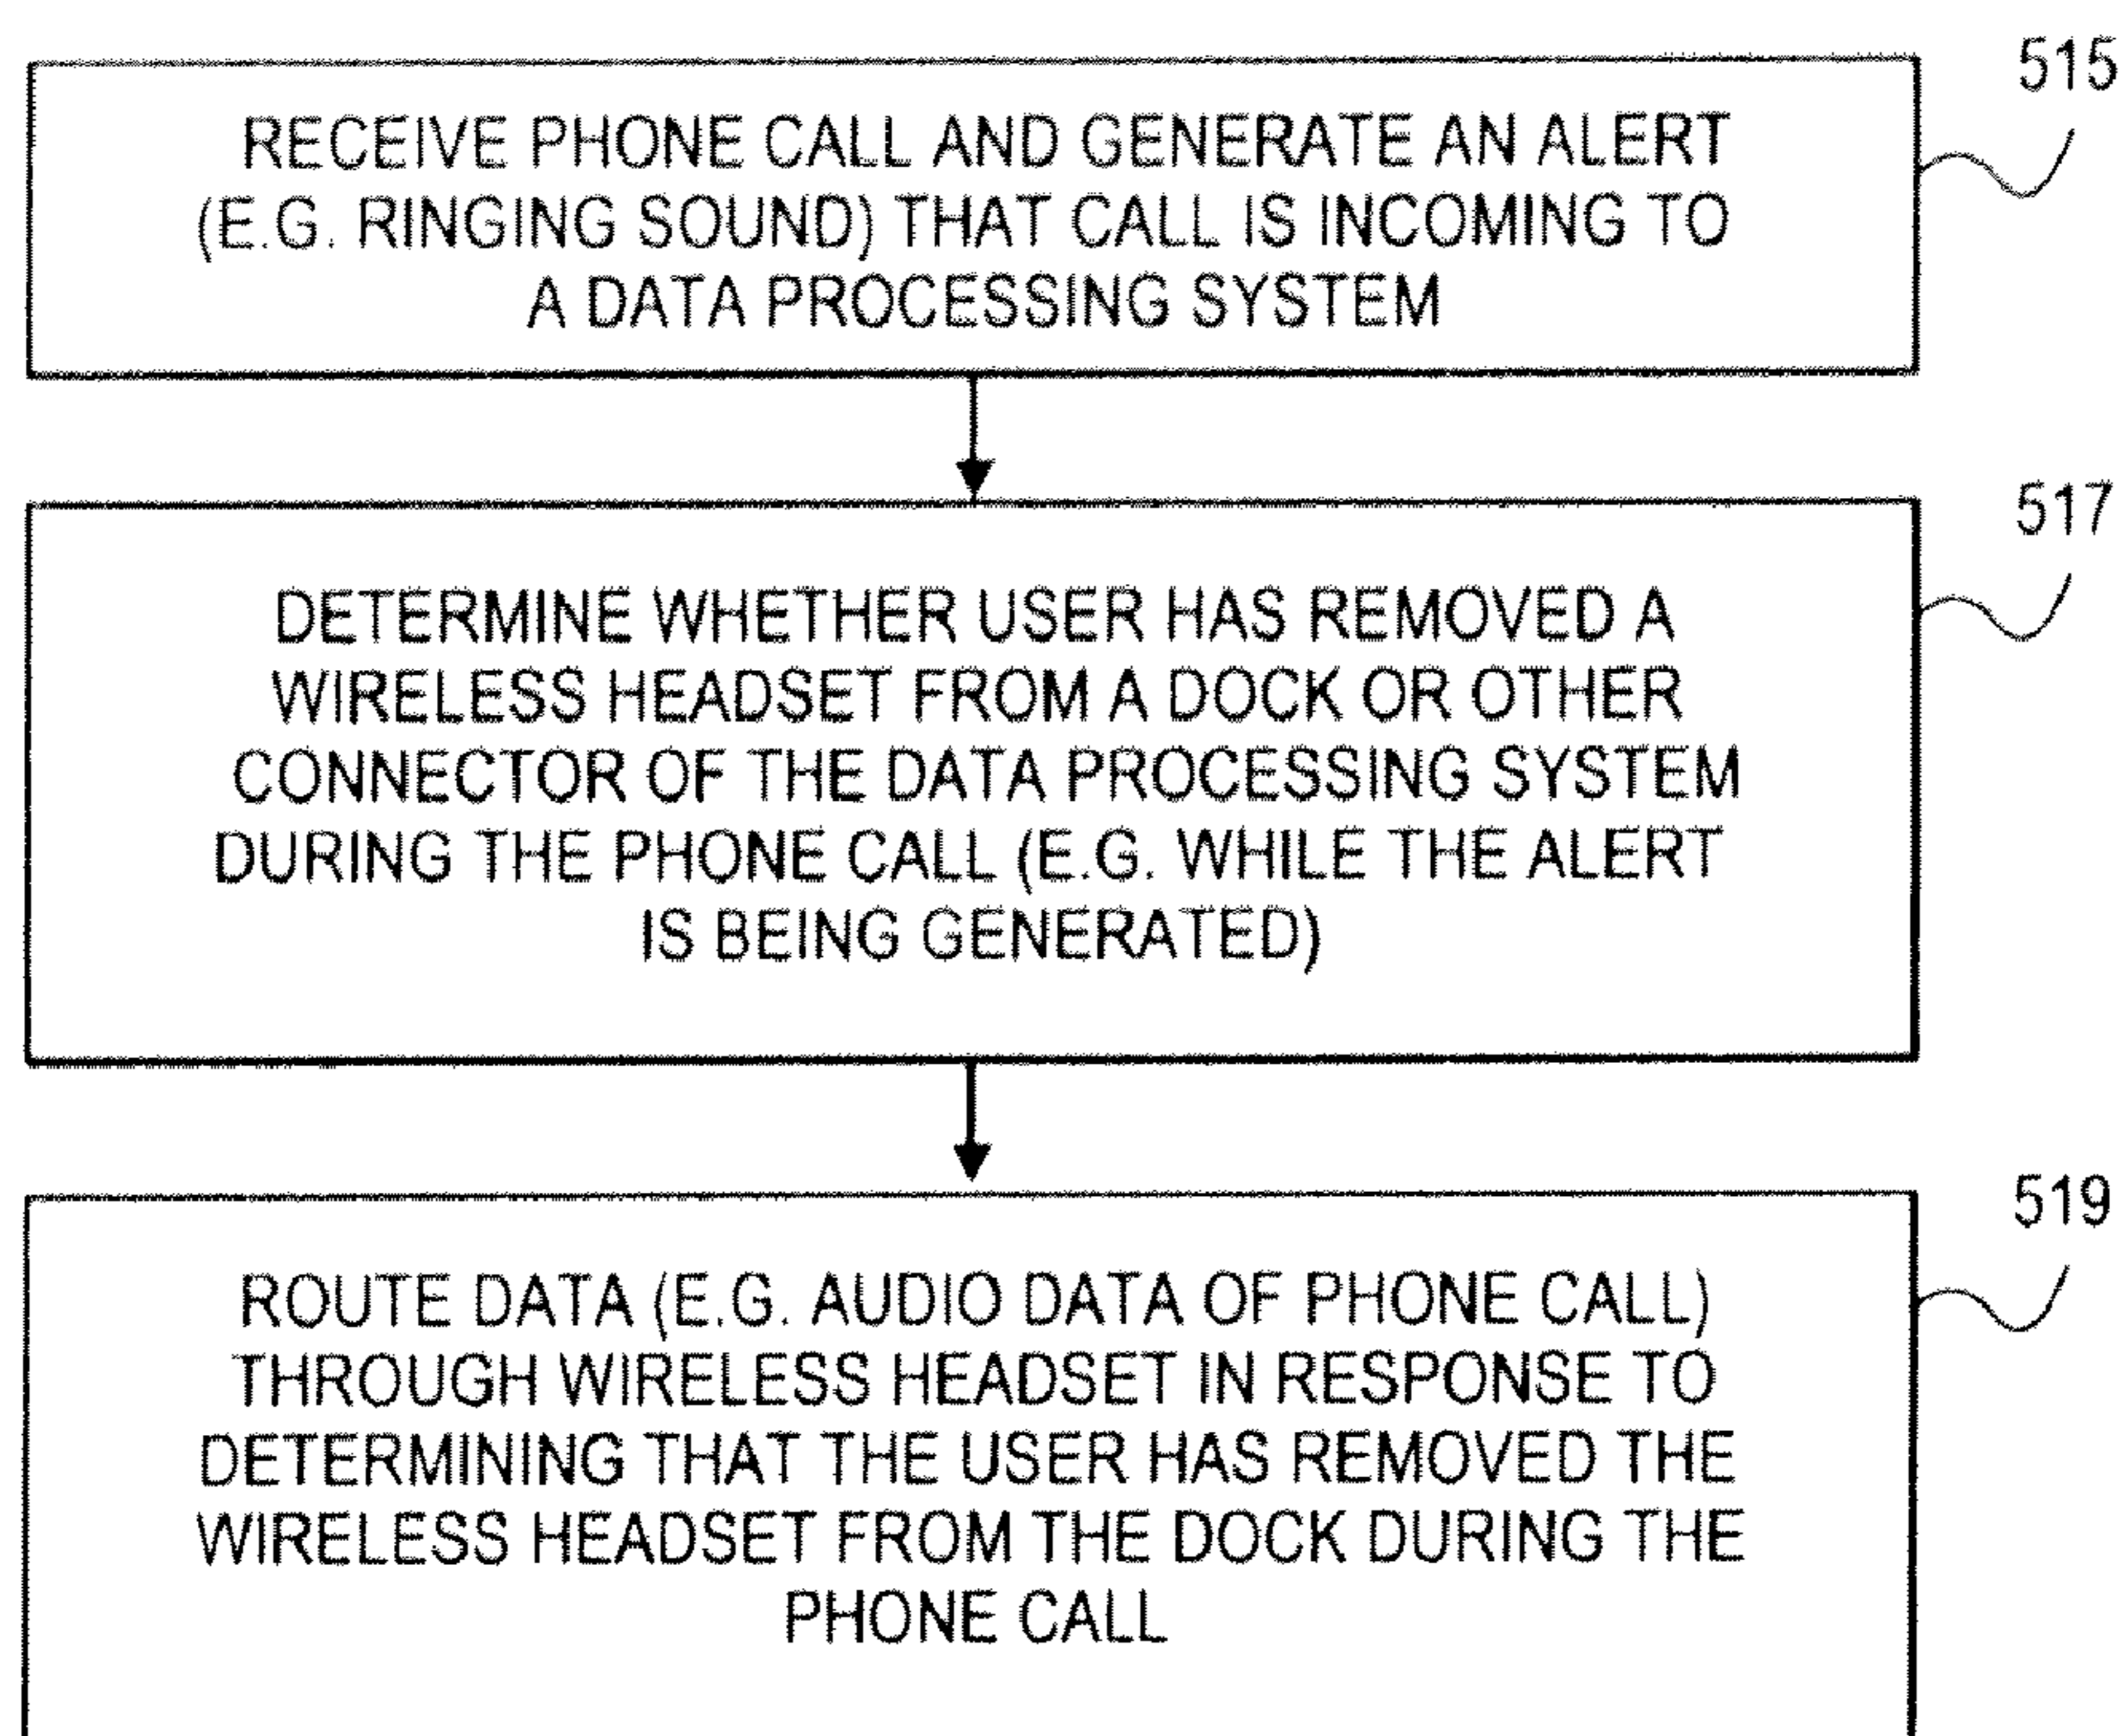 515
RECEIVE PHONE CALL AND GENERATE AN ALERT
(E.G. RINGING SOUND) THAT CALL IS INCOMING TO
A DATA PROCESSING SYSTEM
517
DETERMINE WHETHER USER HAS REMOVED A
WIRELESS HEADSET FROM A DOCK OR OTHER
CONNECTOR OF THE DATA PROCESSING SYSTEM
DURING THE PHONE CALL (E.G. WHILE THE ALERT
IS BEING GENERATED)
519
ROUTE DATA (E.G. AUDIO DATA OF PHONE CALL)
THROUGH WIRELESS HEADSET IN RESPONSE TO
DETERMINING THAT THE USER HAS REMOVED THE
WIRELESS HEADSET FROM THE DOCK DURING THE
PHONE CALL